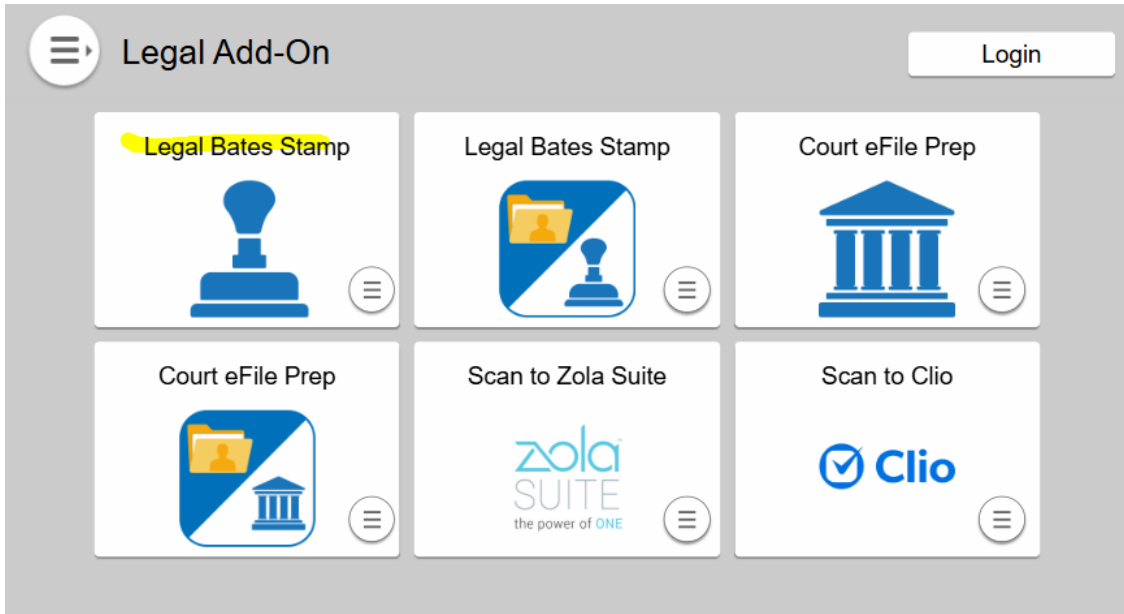 Legal Add-On
Login
Legal Bates Stamp
Legal Bates Stamp
Court eFile Prep
Court eFile Prep
Scan to Zola Suite
Scan to Clio
zola™
SUITE
the power of ONE
Clio